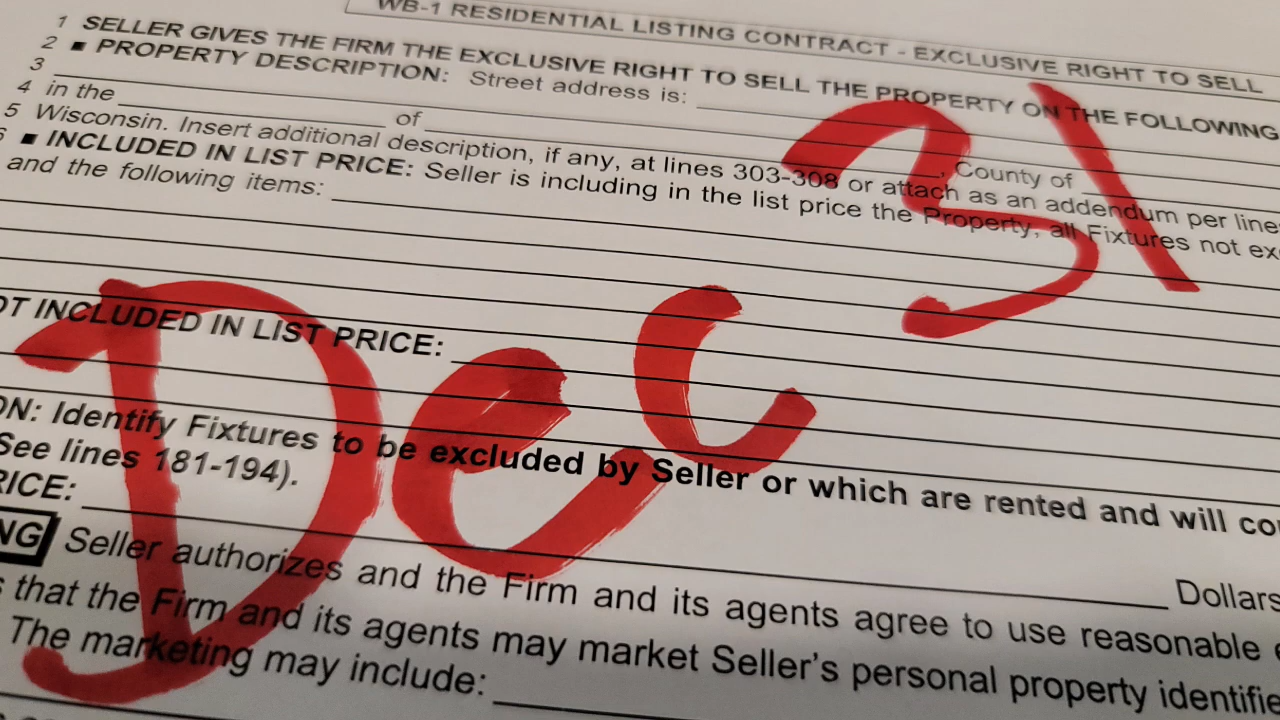 WB-1 RESIDENTIAL LISTING CONTRACT - EXCLUSIVE RIGHT TO SELL
1 SELLER GIVES THE FIRM THE EXCLUSIVE RIGHT TO SELL THE PROPERTY ON THE FOLLOWING
2 ■ PROPERTY DESCRIPTION: Street address is:
3
4 in the of , County of
5 Wisconsin. Insert additional description, if any, at lines 303-308 or attach as an addendum per line
6 ■ INCLUDED IN LIST PRICE: Seller is including in the list price the Property, all Fixtures not ex
and the following items:
OT INCLUDED IN LIST PRICE:
ON: Identify Fixtures to be excluded by Seller or which are rented and will co
See lines 181-194).
RICE: Dollars
NG Seller authorizes and the Firm and its agents agree to use reasonable e
s that the Firm and its agents may market Seller's personal property identifie
The marketing may include:
Dec 31